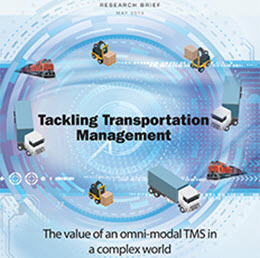 RESEARCH BRIEF
MAY 2019
Tackling Transportation
Management
The value of an omni-modal TMS in
a complex world